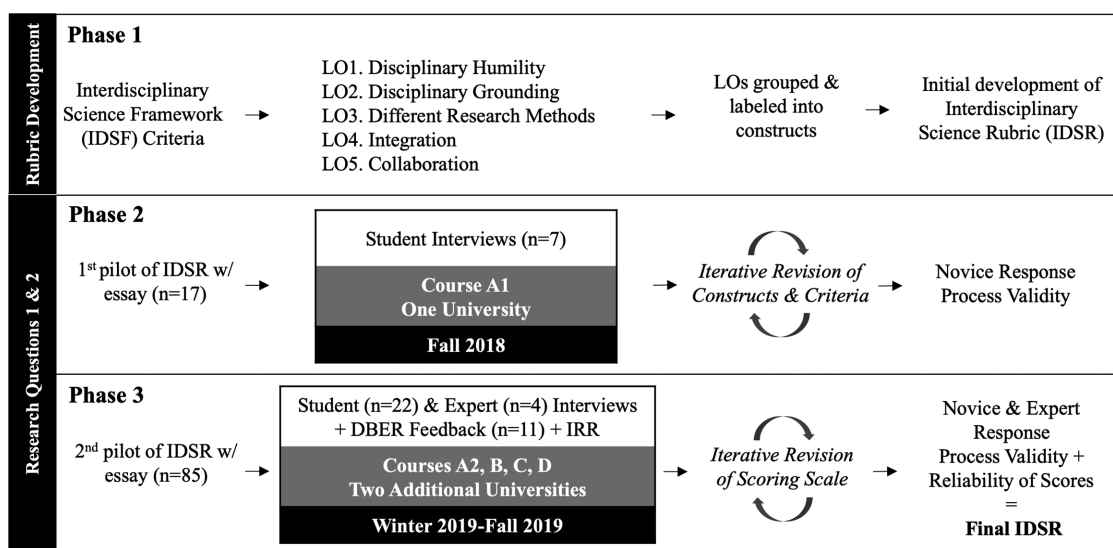 Rubric Development
Phase 1
Interdisciplinary
Science Framework
(IDSF) Criteria
LO1. Disciplinary Humility
LO2. Disciplinary Grounding
LO3. Different Research Methods
LO4. Integration
LO5. Collaboration
LOs grouped &
labeled into
constructs
Initial development of
Interdisciplinary
Science Rubric (IDSR)
Research Questions 1 & 2
Phase 2
1st pilot of IDSR w/
essay (n=17)
Student Interviews (n=7)
Course A1
One University
Fall 2018
Iterative Revision of
Constructs & Criteria
Novice Response
Process Validity
Phase 3
2nd pilot of IDSR w/
essay (n=85)
Student (n=22) & Expert (n=4) Interviews
+ DBER Feedback (n=11) + IRR
Courses A2, B, C, D
Two Additional Universities
Winter 2019-Fall 2019
Iterative Revision
of Scoring Scale
Novice & Expert
Response
Process Validity +
Reliability of Scores
=
Final IDSR